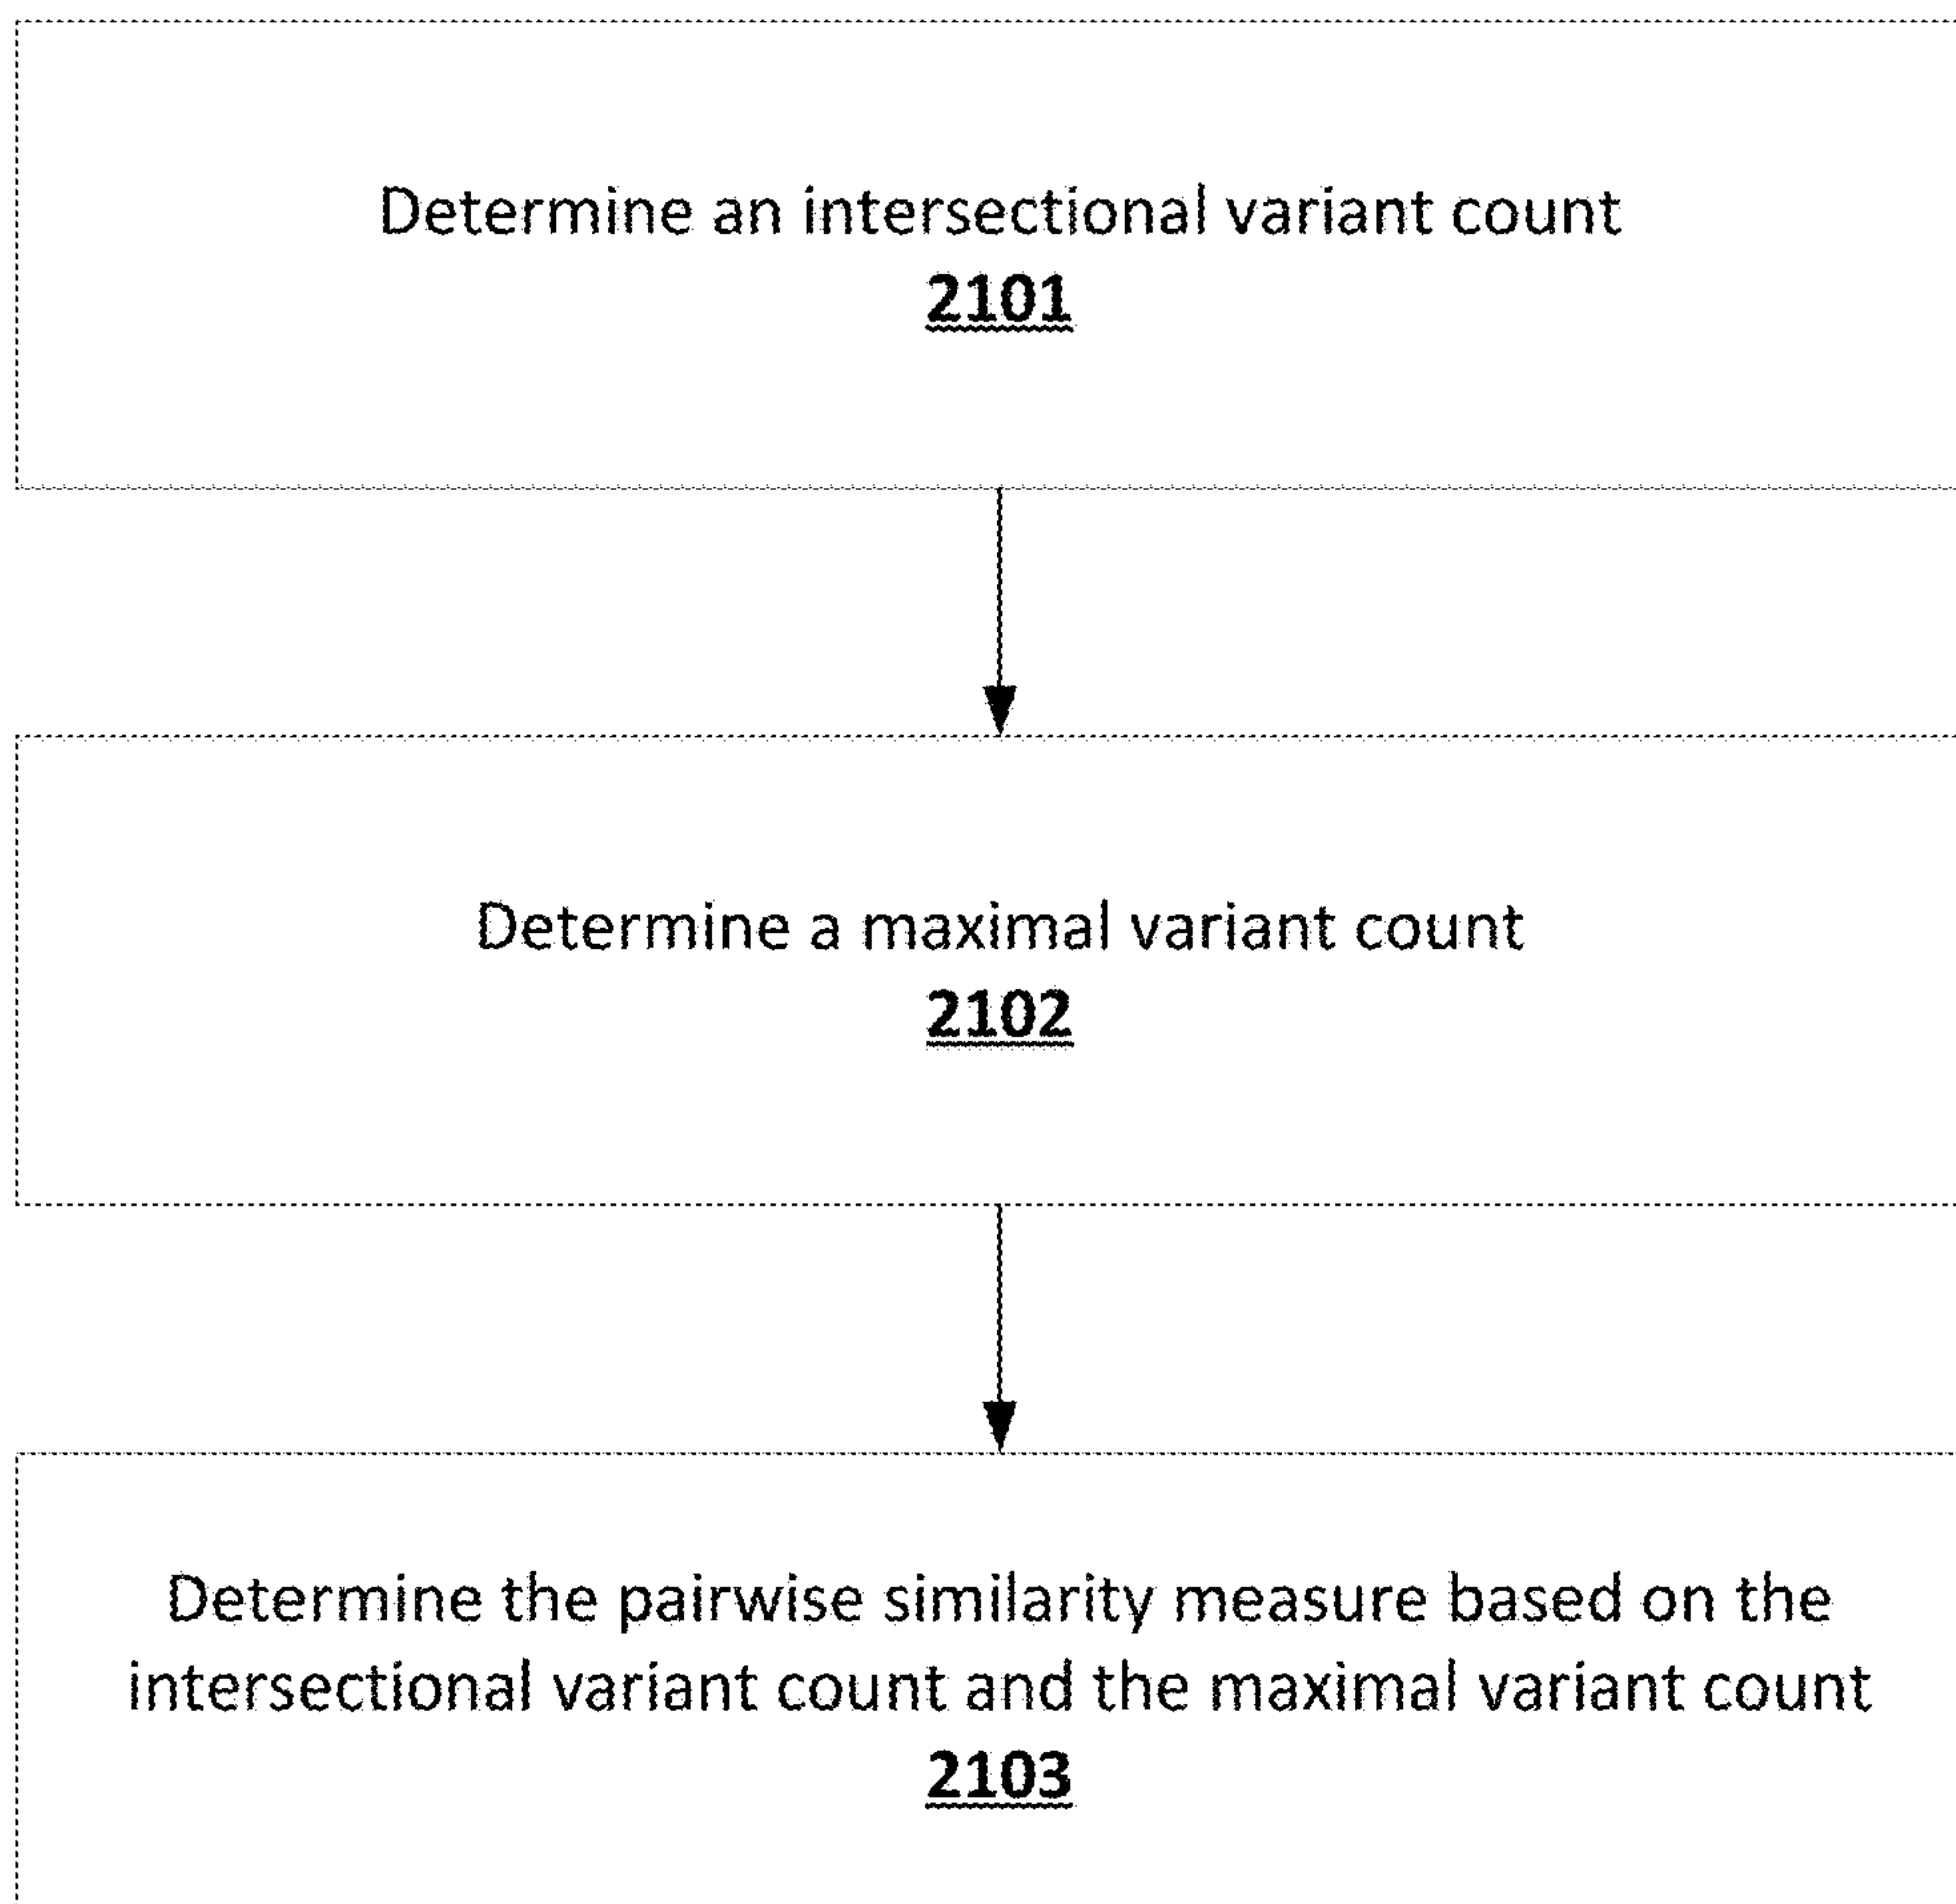 Determine an intersectional variant count
2101
Determine a maximal variant count
2102
Determine the pairwise similarity measure based on the
intersectional variant count and the maximal variant count
2103